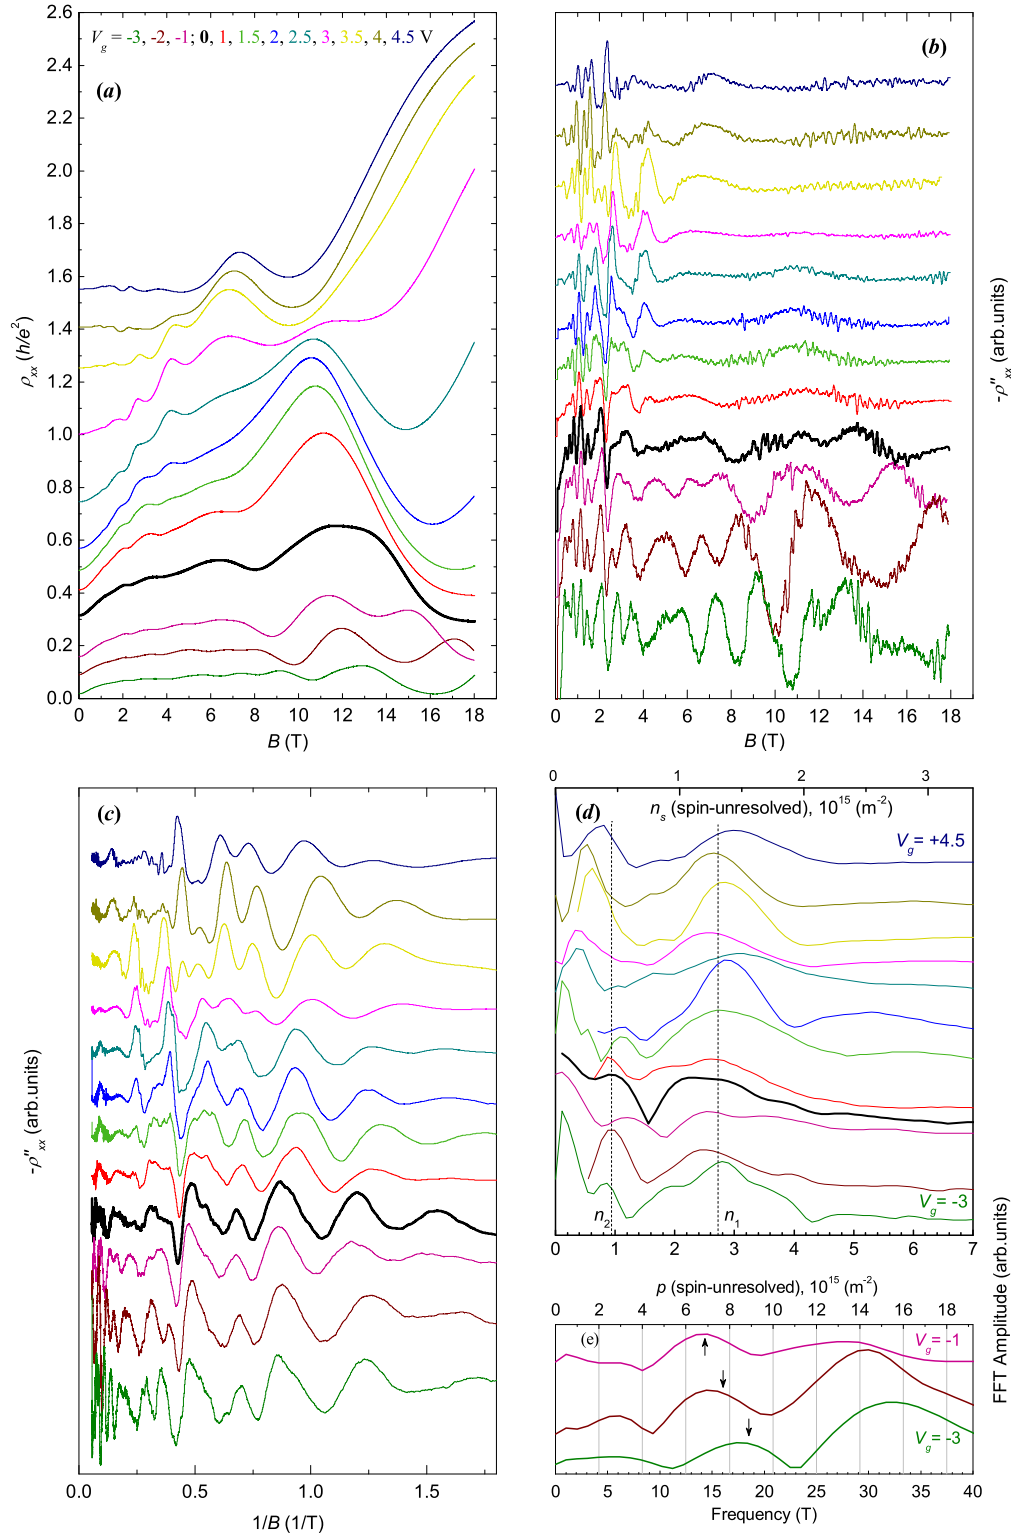 (a)
V_g = -3, -2, -1; 0, 1, 1.5, 2, 2.5, 3, 3.5, 4, 4.5 V
ρ_xx (h/e²)
2.6
2.4
2.2
2.0
1.8
1.6
1.4
1.2
1.0
0.8
0.6
0.4
0.2
0.0
0 2 4 6 8 10 12 14 16 18
B (T)
(b)
-ρ″_xx (arb.units)
0 2 4 6 8 10 12 14 16 18
B (T)
(c)
-ρ″_xx (arb.units)
0.0 0.5 1.0 1.5
1/B (1/T)
0 1 2 3
n_s (spin-unresolved), 10¹⁵ (m⁻²)
(d)
V_g = +4.5
V_g = -3
n₂ n₁
0 1 2 3 4 5 6 7
FFT Amplitude (arb.units)
p (spin-unresolved), 10¹⁵ (m⁻²)
0 2 4 6 8 10 12 14 16 18
(e)
V_g = -1
V_g = -3
0 5 10 15 20 25 30 35 40
Frequency (T)